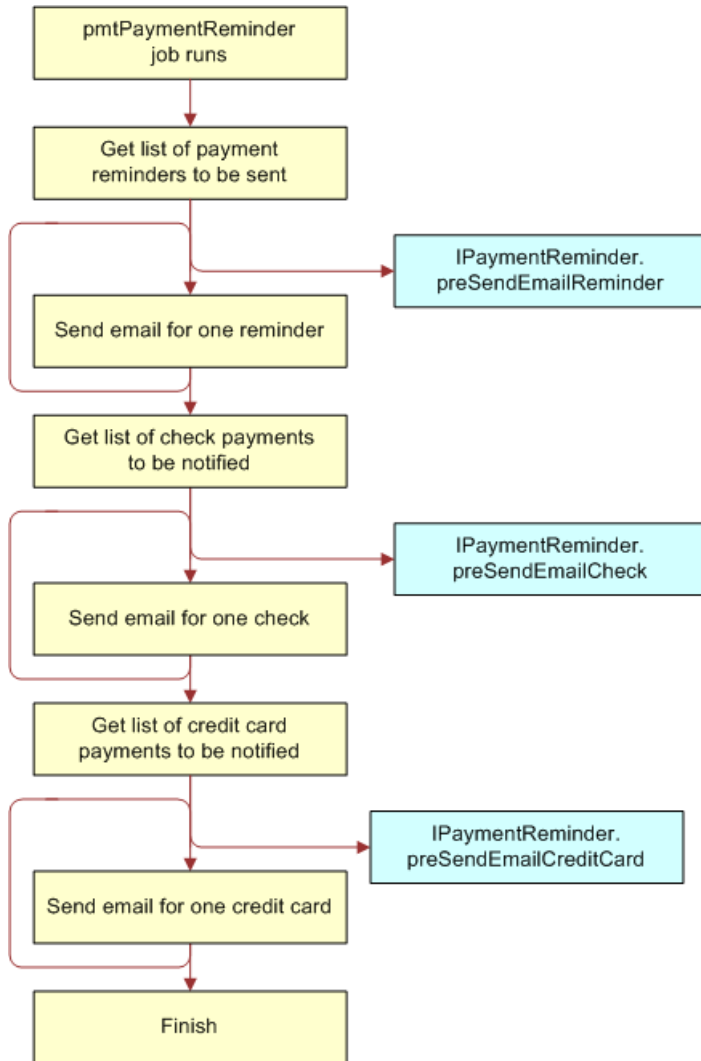 pmtPaymentReminder
job runs
Get list of payment
reminders to be sent
IPaymentReminder.
preSendEmailReminder
Send email for one reminder
Get list of check payments
to be notified
IPaymentReminder.
preSendEmailCheck
Send email for one check
Get list of credit card
payments to be notified
IPaymentReminder.
preSendEmailCreditCard
Send email for one credit card
Finish